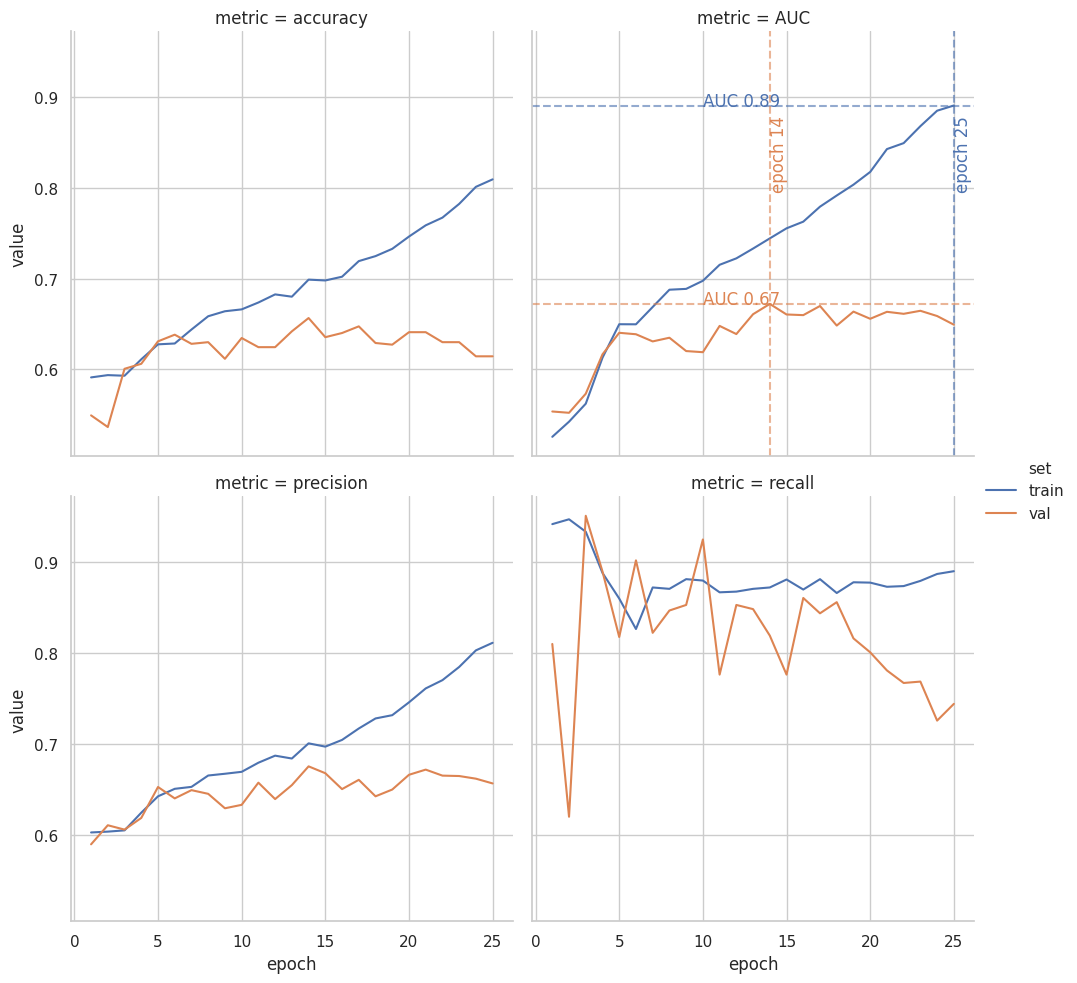 metric = accuracy
metric = AUC
value
0.9
0.8
0.7
0.6
AUC 0.89
epoch 14
epoch 25
AUC 0.67
0 5 10 15 20 25
metric = precision
metric = recall
set
train
val
value
0.9
0.8
0.7
0.6
0 5 10 15 20 25
epoch
0 5 10 15 20 25
epoch